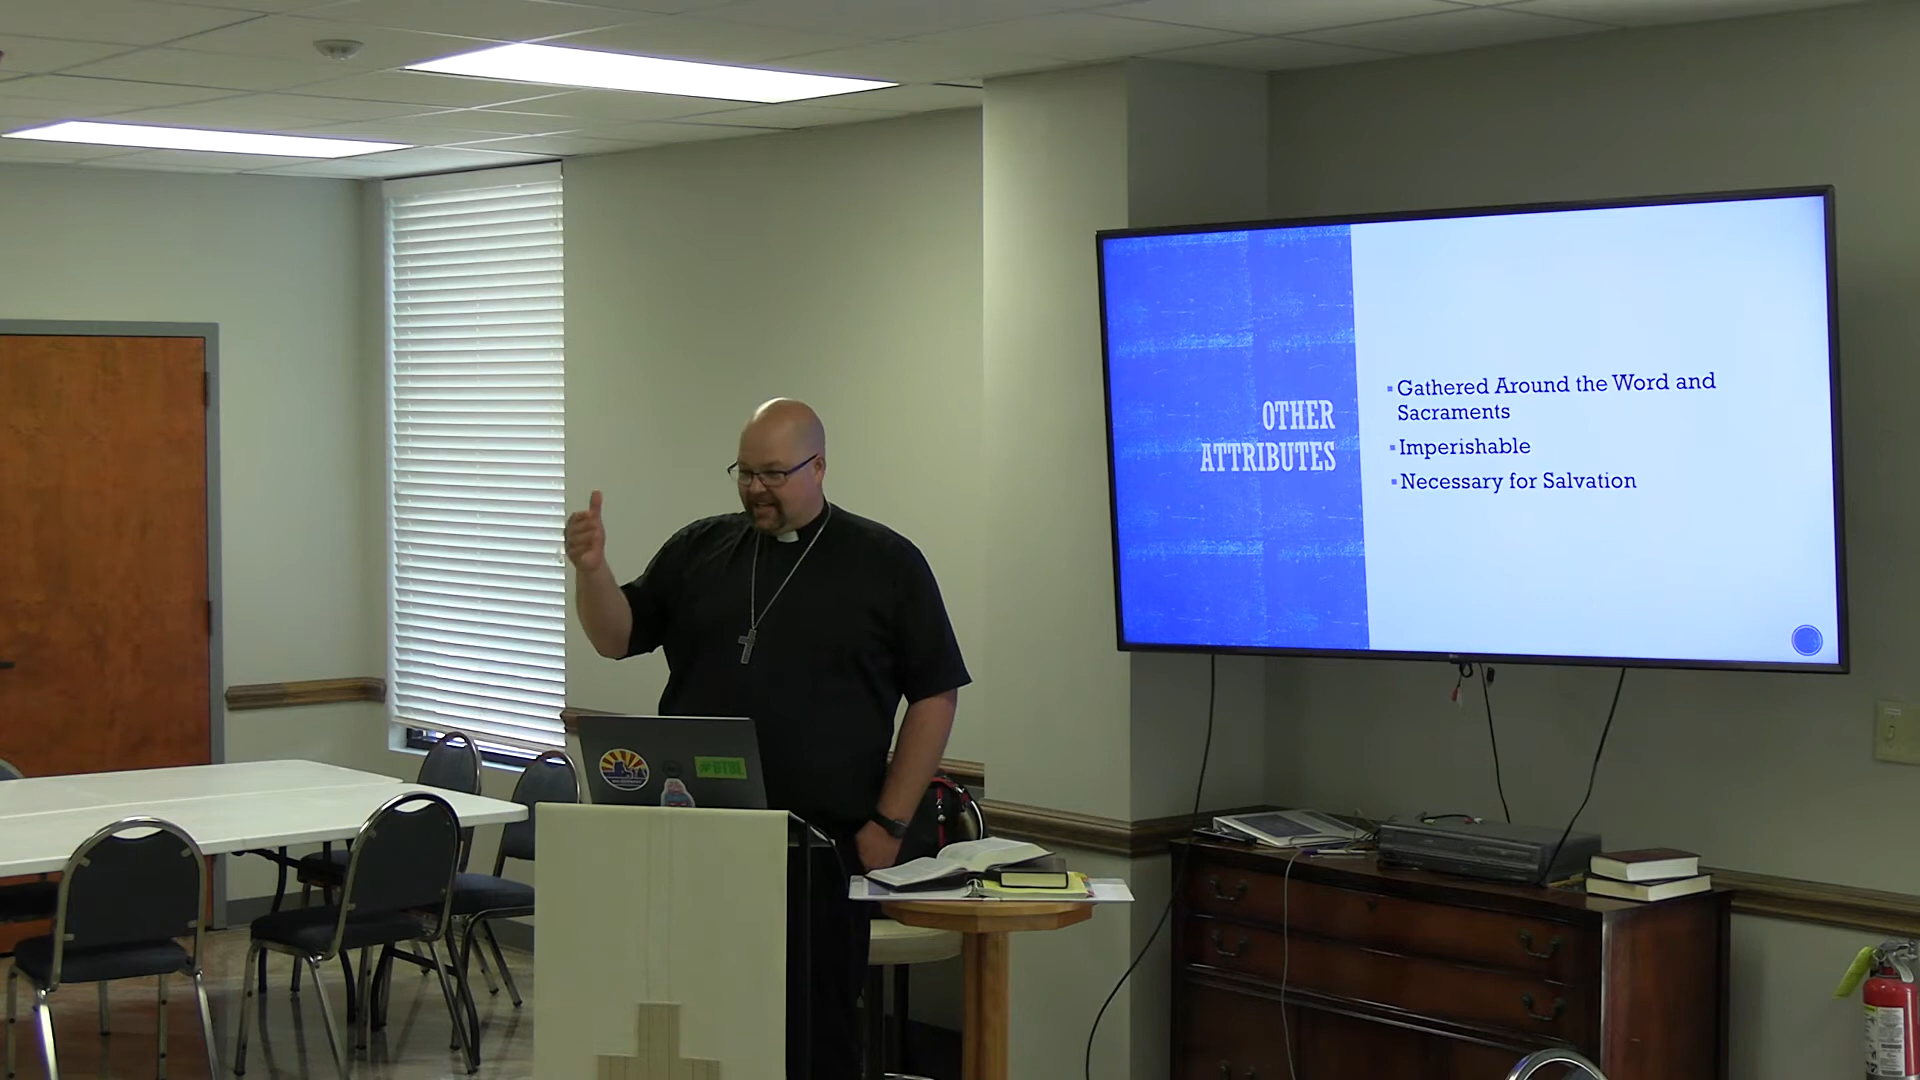 OTHER
ATTRIBUTES
Gathered Around the Word and
Sacraments
Imperishable
Necessary for Salvation